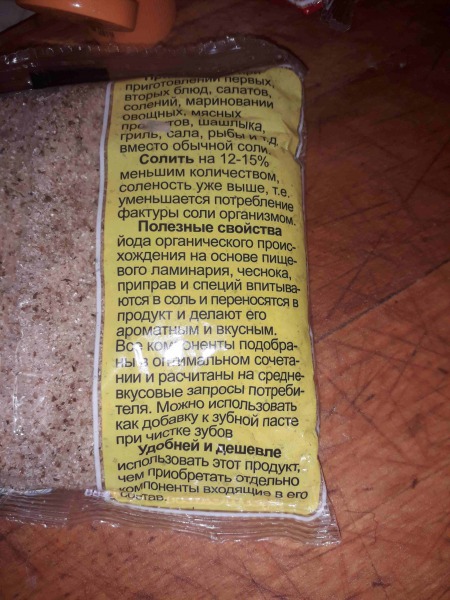 приготовлении первых,
вторых блюд, салатов,
солений, мариновании
овощных, мясных
шашлыка,
гриль, сала, рыбы и т.д.
вместо обычной соли.
Солить на 12-15%
меньшим количеством,
соленость уже выше, т.е.
уменьшается потребление
фактуры соли организмом.
Полезные свойства
йода органического проис-
хождения на основе пище-
вого ламинария, чеснока,
приправ и специй впитыва-
ются в соль и переносятся в
продукт и делают его
ароматным и вкусным.
Все компоненты подобра-
ны в оптимальном сочета-
нии и расчитаны на средне-
вкусовые запросы потреби-
теля. Можно использовать
как добавку к зубной пасте
при чистке зубов
Удобней и дешевле
использовать этот продукт,
чем приобретать отдельно
компоненты входящие в его
состав.